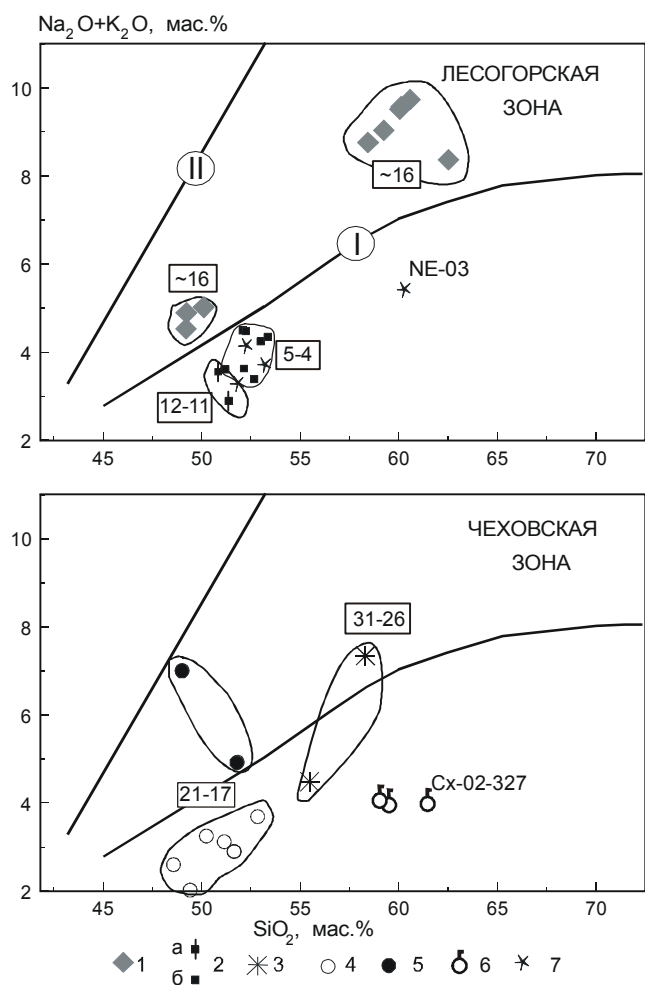 Na₂O+K₂O, мас.%
10
8
6
4
2
45 50 55 60 65 70
ЛЕСОГОРСКАЯ
ЗОНА
II
I
~16
~16
NE-03
5-4
12-11
10
8
6
4
2
45 50 55 60 65 70
ЧЕХОВСКАЯ
ЗОНА
31-26
21-17
Cx-02-327
SiO₂, мас.%
1 а б 2 3 4 5 6 7